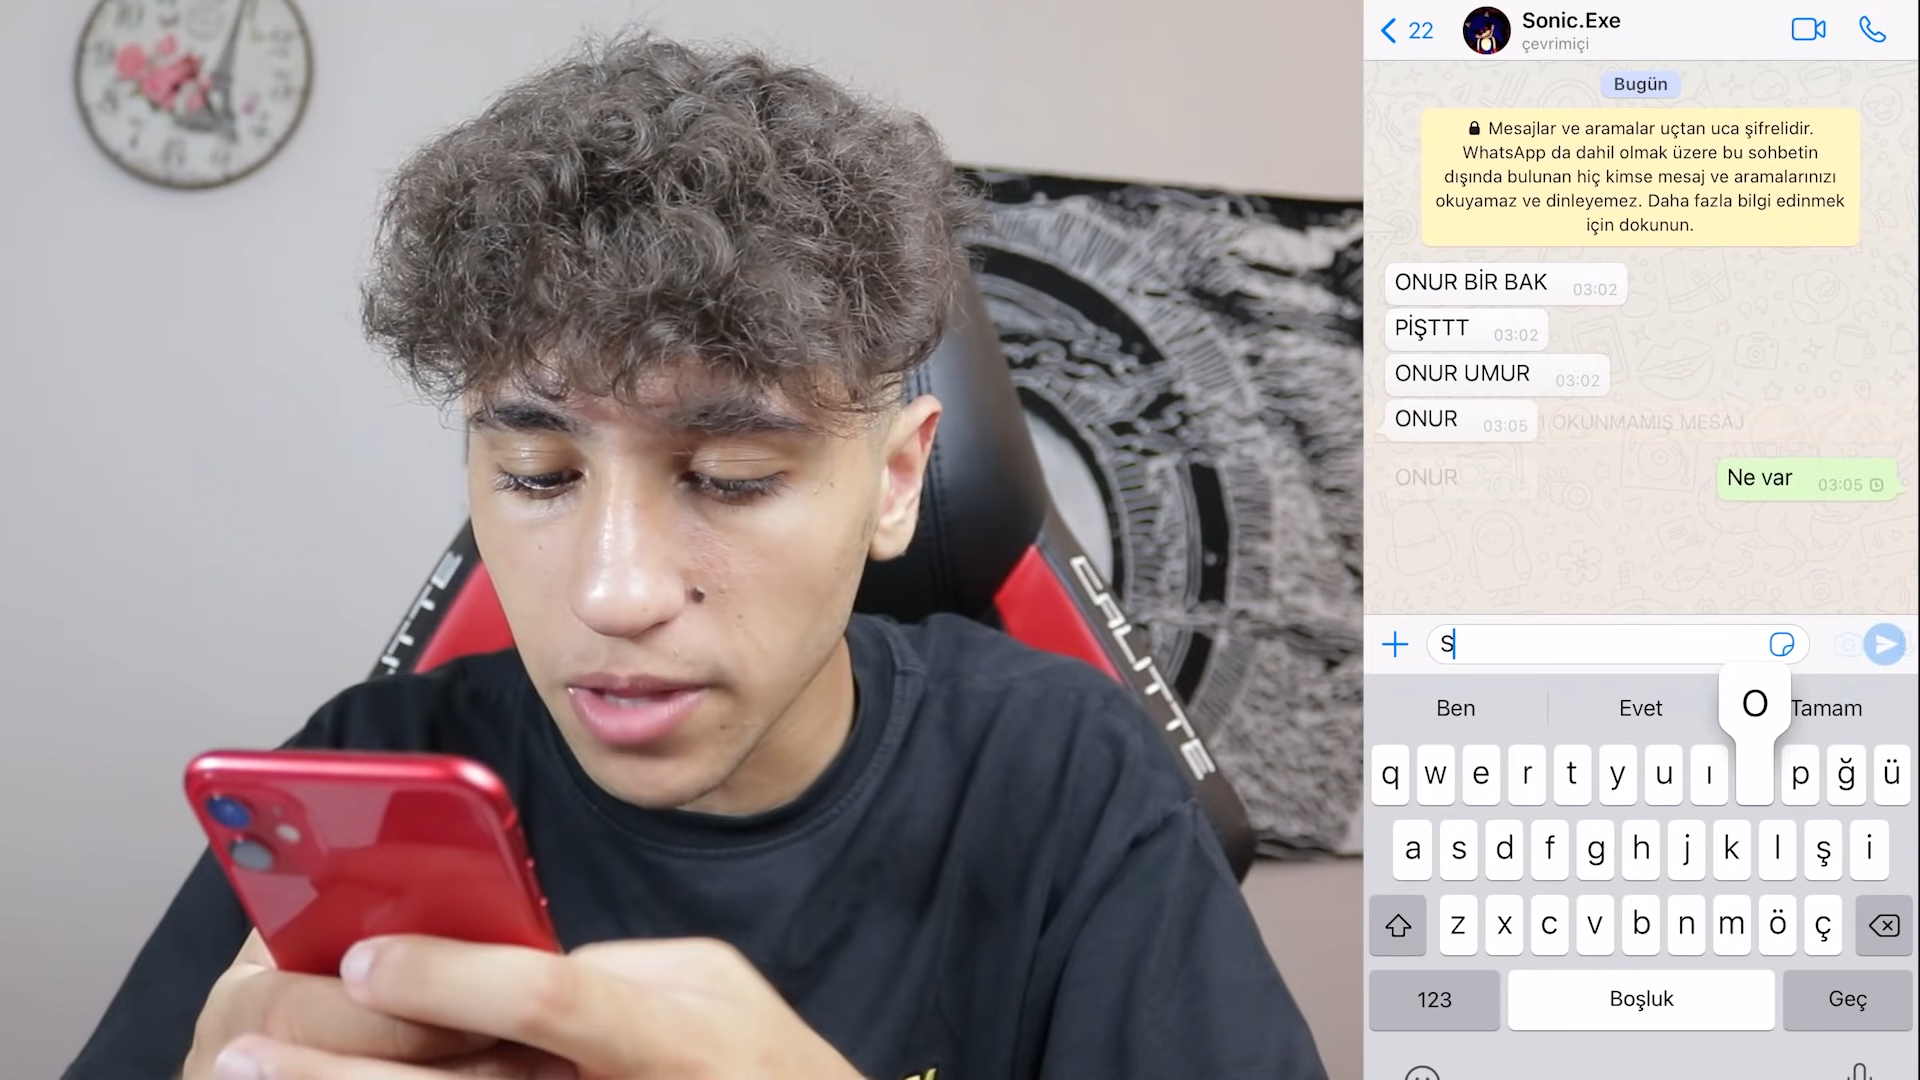 22
Sonic.Exe
çevrimiçi
Bugün
Mesajlar ve aramalar uçtan uca şifrelidir.
WhatsApp da dahil olmak üzere bu sohbetin
dışında bulunan hiç kimse mesaj ve aramalarınızı
okuyamaz ve dinleyemez. Daha fazla bilgi edinmek
için dokunun.
ONUR BİR BAK 03:02
PİŞTTT 03:02
ONUR UMUR 03:02
ONUR 03:05
1 OKUNMAMIŞ MESAJ
ONUR
Ne var 03:05
S
Ben Evet Tamam
O
q w e r t y u ı p ğ ü
a s d f g h j k l ş i
z x c v b n m ö ç
123 Boşluk Geç
CALITTE